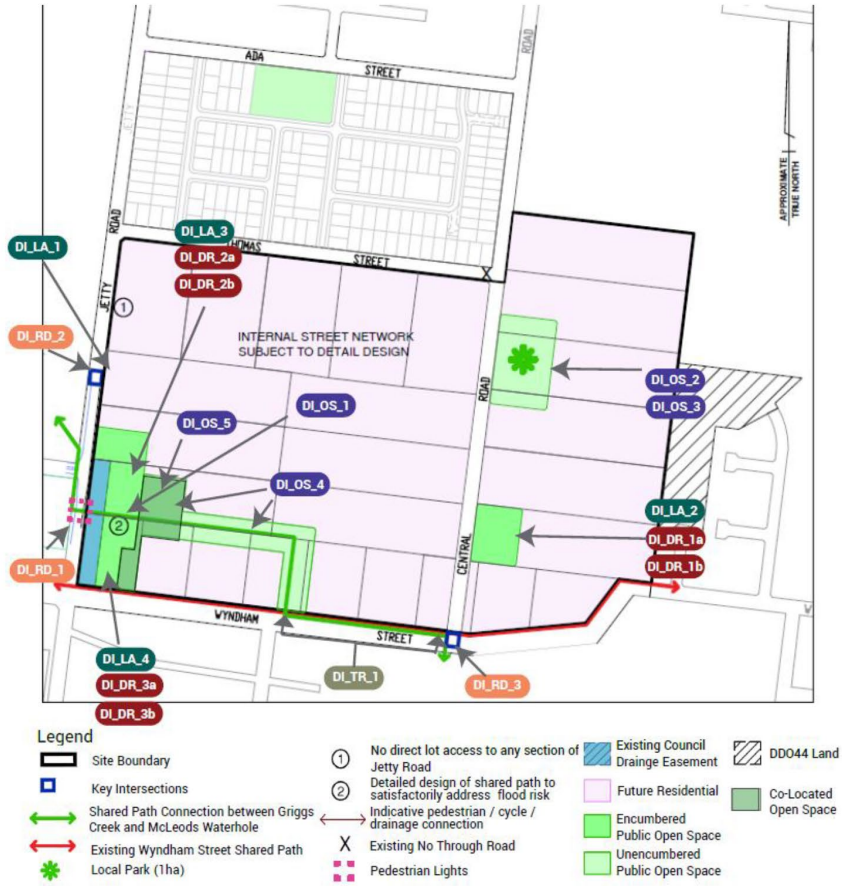 ROAD
ADA
STREET
JETTY
APPROXIMATE
TRUE NORTH
ROAD
DI_LA_3
DI_LA_1
HOMAS
STREET
DI_DR_2a
X
DI_DR_2b
JETTY
1
DI_RD_2
INTERNAL STREET NETWORK
SUBJECT TO DETAIL DESIGN
ROAD
DI_OS_2
DI_OS_3
DI_OS_1
DI_OS_5
DI_OS_4
DI_LA_2
2
DI_DR_1a
CENTRAL
DI_RD_1
DI_DR_1b
WYNDHAM
STREET
W
DI_LA_4
DI_TR_1
DI_RD_3
DI_DR_3a
DI_DR_3b
Legend
Site Boundary
Key Intersections
Shared Path Connection between Griggs
Creek and McLeods Waterhole
Existing Wyndham Street Shared Path
Local Park (1ha)
1 No direct lot access to any section of
Jetty Road
2 Detailed design of shared path to
satisfactorily address flood risk
Indicative pedestrian / cycle /
drainage connection
X Existing No Through Road
Pedestrian Lights
Existing Council
Drainge Easement
Future Residential
Encumbered
Public Open Space
Unencumbered
Public Open Space
DDO44 Land
Co-Located
Open Space